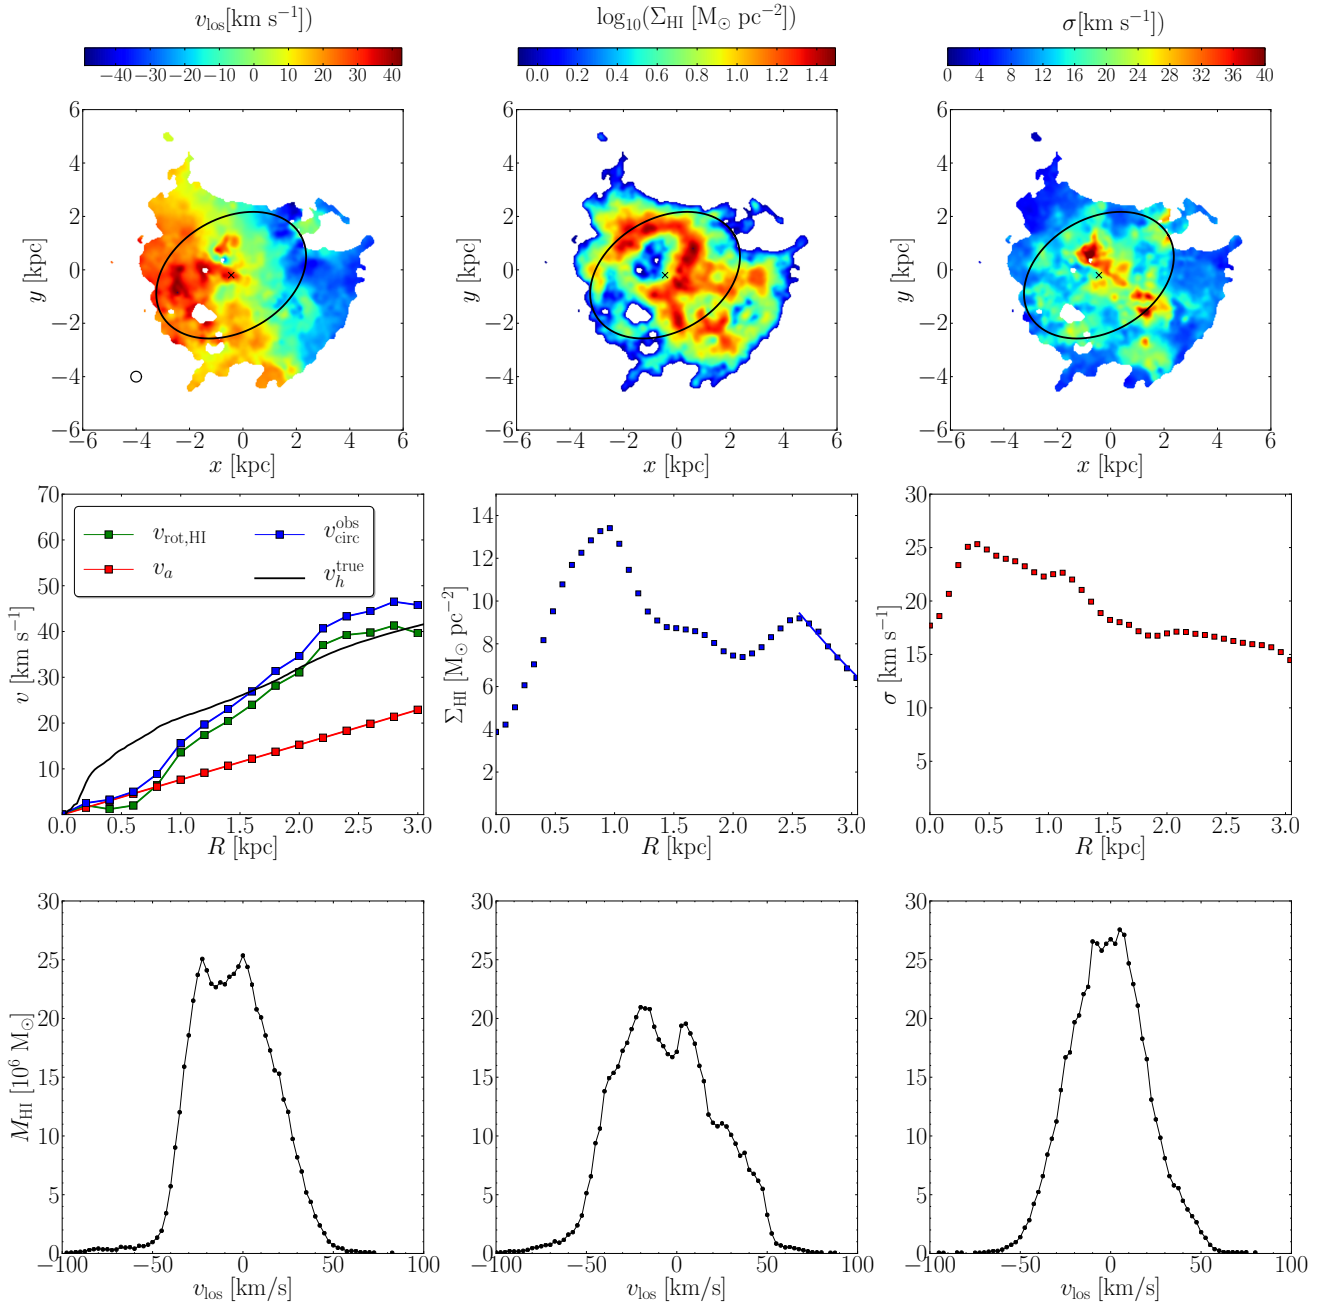 v_los[km s⁻¹])
log₁₀(Σ_HI [M_⊙ pc⁻²])
σ[km s⁻¹])
−40 −30 −20 −10 0 10 20 30 40
0.0 0.2 0.4 0.6 0.8 1.0 1.2 1.4
0 4 8 12 16 20 24 28 32 36 40
6 4 2 0 −2 −4 −6
y [kpc]
−6 −4 −2 0 2 4 6
x [kpc]
6 4 2 0 −2 −4 −6
y [kpc]
−6 −4 −2 0 2 4 6
x [kpc]
6 4 2 0 −2 −4 −6
y [kpc]
−6 −4 −2 0 2 4 6
x [kpc]
70 60 50 40 30 20 10
v [km s⁻¹]
v_rot,HI
v_a
v_circ^obs
v_h^true
0.0 0.5 1.0 1.5 2.0 2.5 3.0
R [kpc]
14 12 10 8 6 4 2
Σ_HI [M_⊙ pc⁻²]
0.0 0.5 1.0 1.5 2.0 2.5 3.0
R [kpc]
30 25 20 15 10 5
σ [km s⁻¹]
0.0 0.5 1.0 1.5 2.0 2.5 3.0
R [kpc]
30 25 20 15 10 5 0
M_HI [10⁶ M_⊙]
−100 −50 0 50 100
v_los [km/s]
30 25 20 15 10 5 0
−100 −50 0 50 100
v_los [km/s]
30 25 20 15 10 5 0
−100 −50 0 50 100
v_los [km/s]